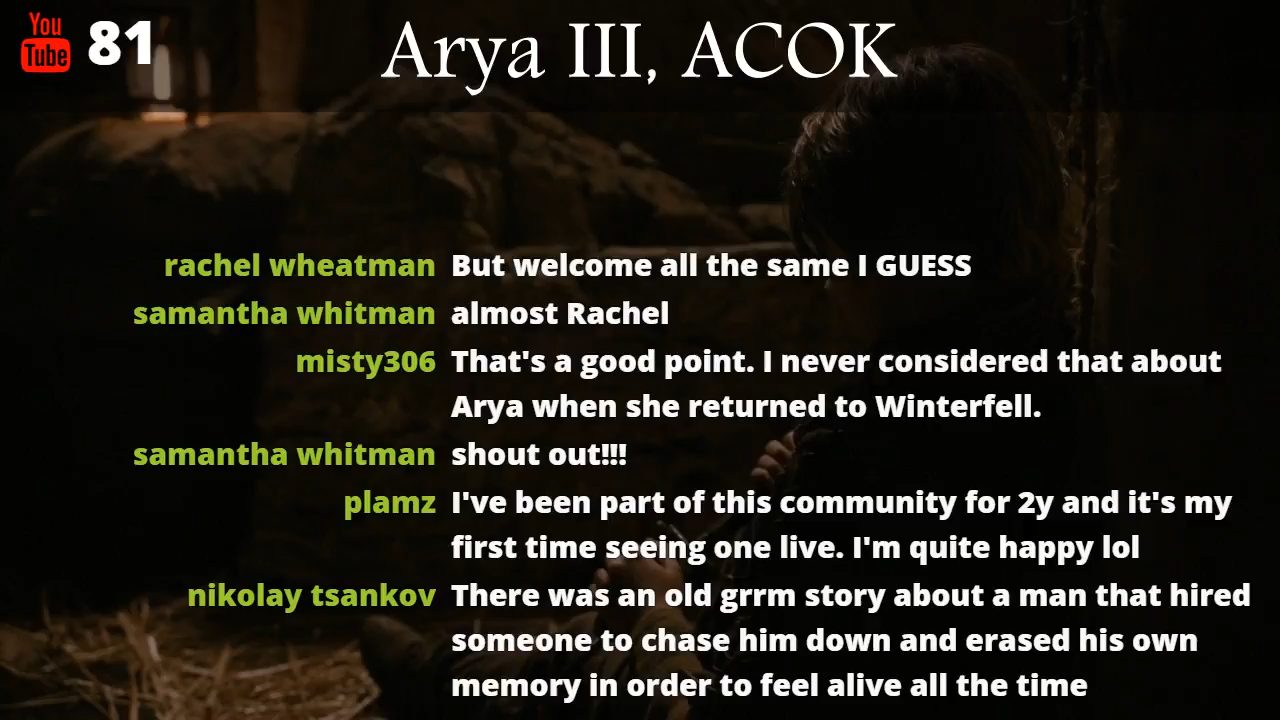 You
Tube
81
Arya III, ACOK
rachel wheatman But welcome all the same I GUESS
samantha whitman almost Rachel
misty306 That's a good point. I never considered that about
Arya when she returned to Winterfell.
samantha whitman shout out!!!
plamz I've been part of this community for 2y and it's my
first time seeing one live. I'm quite happy lol
nikolay tsankov There was an old grrm story about a man that hired
someone to chase him down and erased his own
memory in order to feel alive all the time